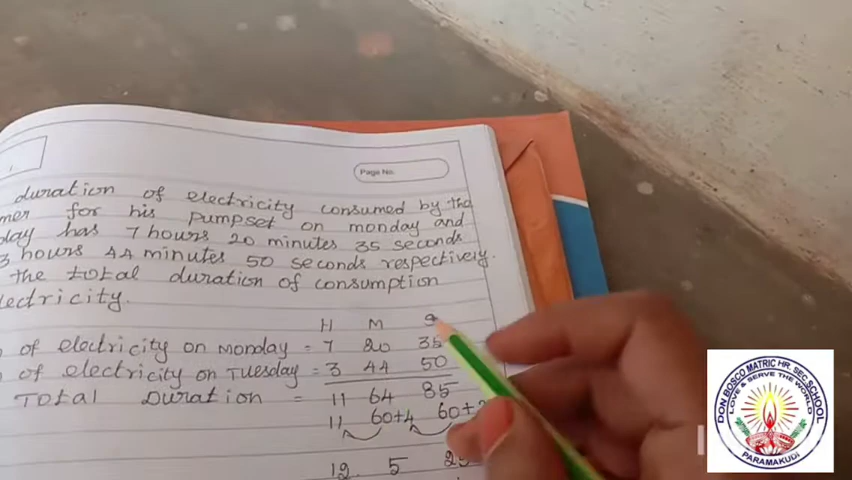 Page No.
duration of electricity consumed by the
mer for his pumpset on monday and
day has 7 hours 20 minutes 35 seconds
3 hours 44 minutes 50 seconds respectively.
the total duration of consumption
lectricity.
H M S
of electricity on Monday = 7 20 35
of electricity on Tuesday = 3 44 50
Total Duration = 11 64 85
11 60+4 60+
12 5
DON BOSCO MATRIC HR. SEC SCHOOL
LOVE & SERVE THE WORLD
PARAMAKUDI